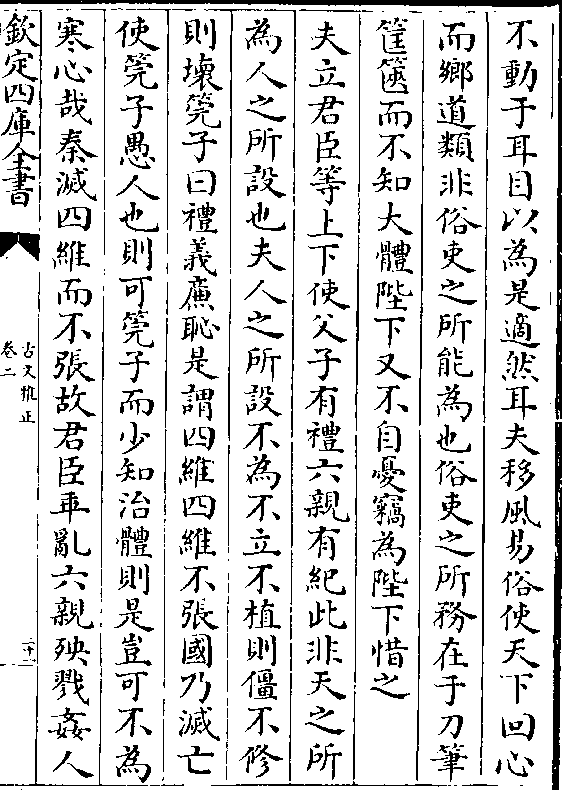 不動于耳目以為是適然耳夫移風易俗使天下回心
而鄉道類非俗吏之所能為也俗吏之所務在于刀筆
筐篋而不知大體陛下又不自憂竊為陛下惜之
夫立君臣等上下使父子有禮六親有紀此非天之所
為人之所設也夫人之所設不為不立不植則僵不修
則壞筦子曰禮義廉恥是謂四維四維不張國乃滅亡
使筦子愚人也則可筦子而少知治體則是豈可不為
寒心哉秦滅四維而不張故君臣乖亂六親殃戮姦人
欽定四庫全書
古文雅正
卷二